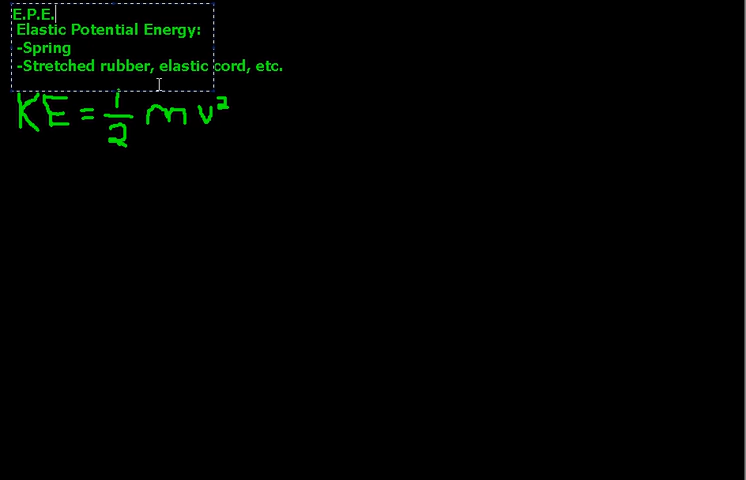 E.P.E.
Elastic Potential Energy:
-Spring
-Stretched rubber, elastic cord, etc.
KE = 1/2 mv²